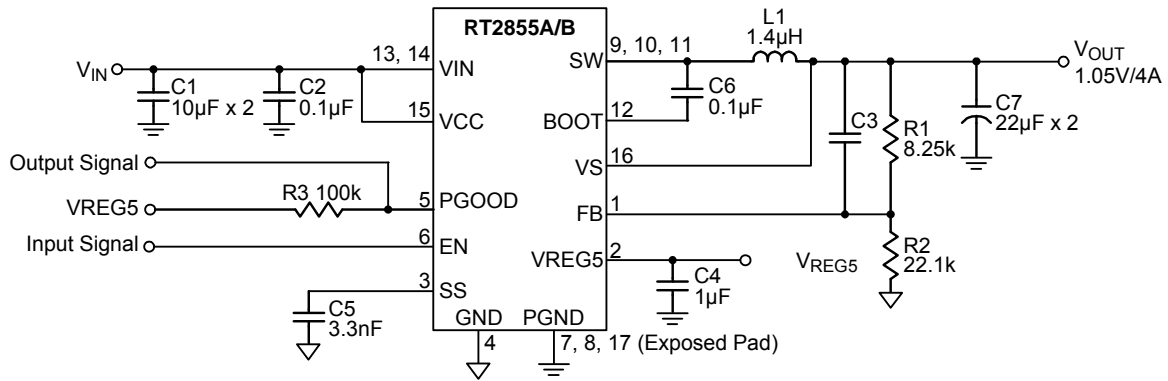 RT2855A/B
V_IN
13, 14
VIN
C1
10µF x 2
C2
0.1µF
15
VCC
Output Signal
R3 100k
5
PGOOD
VREG5
Input Signal
6
EN
3
SS
C5
3.3nF
GND
4
PGND
7, 8, 17 (Exposed Pad)
SW
9, 10, 11
L1
1.4µH
C6
0.1µF
BOOT
12
VS
16
FB
1
VREG5
2
C4
1µF
V_REG5
C3
R1
8.25k
R2
22.1k
C7
22µF x 2
V_OUT
1.05V/4A